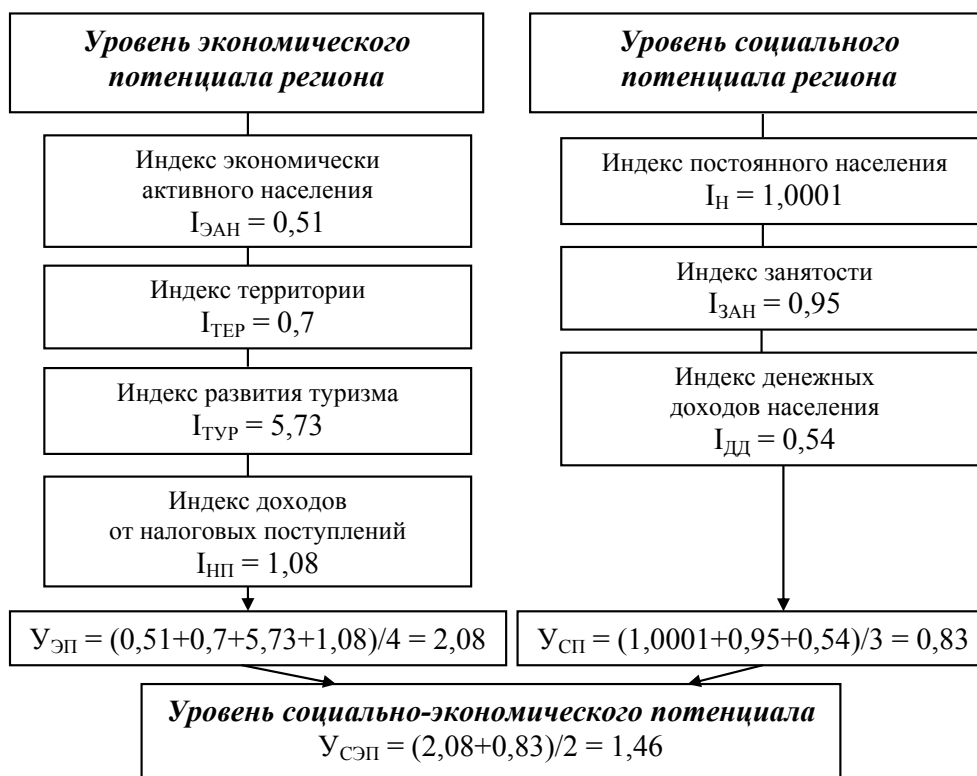 Уровень экономического
потенциала региона
Индекс экономически
активного населения
IЭАН = 0,51
Индекс территории
IТЕР = 0,7
Индекс развития туризма
IТУР = 5,73
Индекс доходов
от налоговых поступлений
IНП = 1,08
УЭП = (0,51+0,7+5,73+1,08)/4 = 2,08
Уровень социального
потенциала региона
Индекс постоянного населения
IН = 1,0001
Индекс занятости
IЗАН = 0,95
Индекс денежных
доходов населения
IДД = 0,54
УСП = (1,0001+0,95+0,54)/3 = 0,83
Уровень социально-экономического потенциала
УСЭП = (2,08+0,83)/2 = 1,46